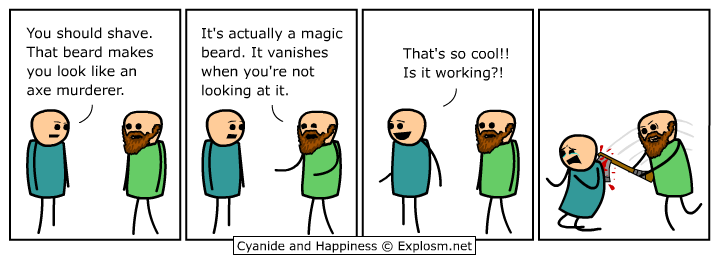 You should shave.
That beard makes
you look like an
axe murderer.
It's actually a magic
beard. It vanishes
when you're not
looking at it.
That's so cool!!
Is it working?!
Cyanide and Happiness © Explosm.net